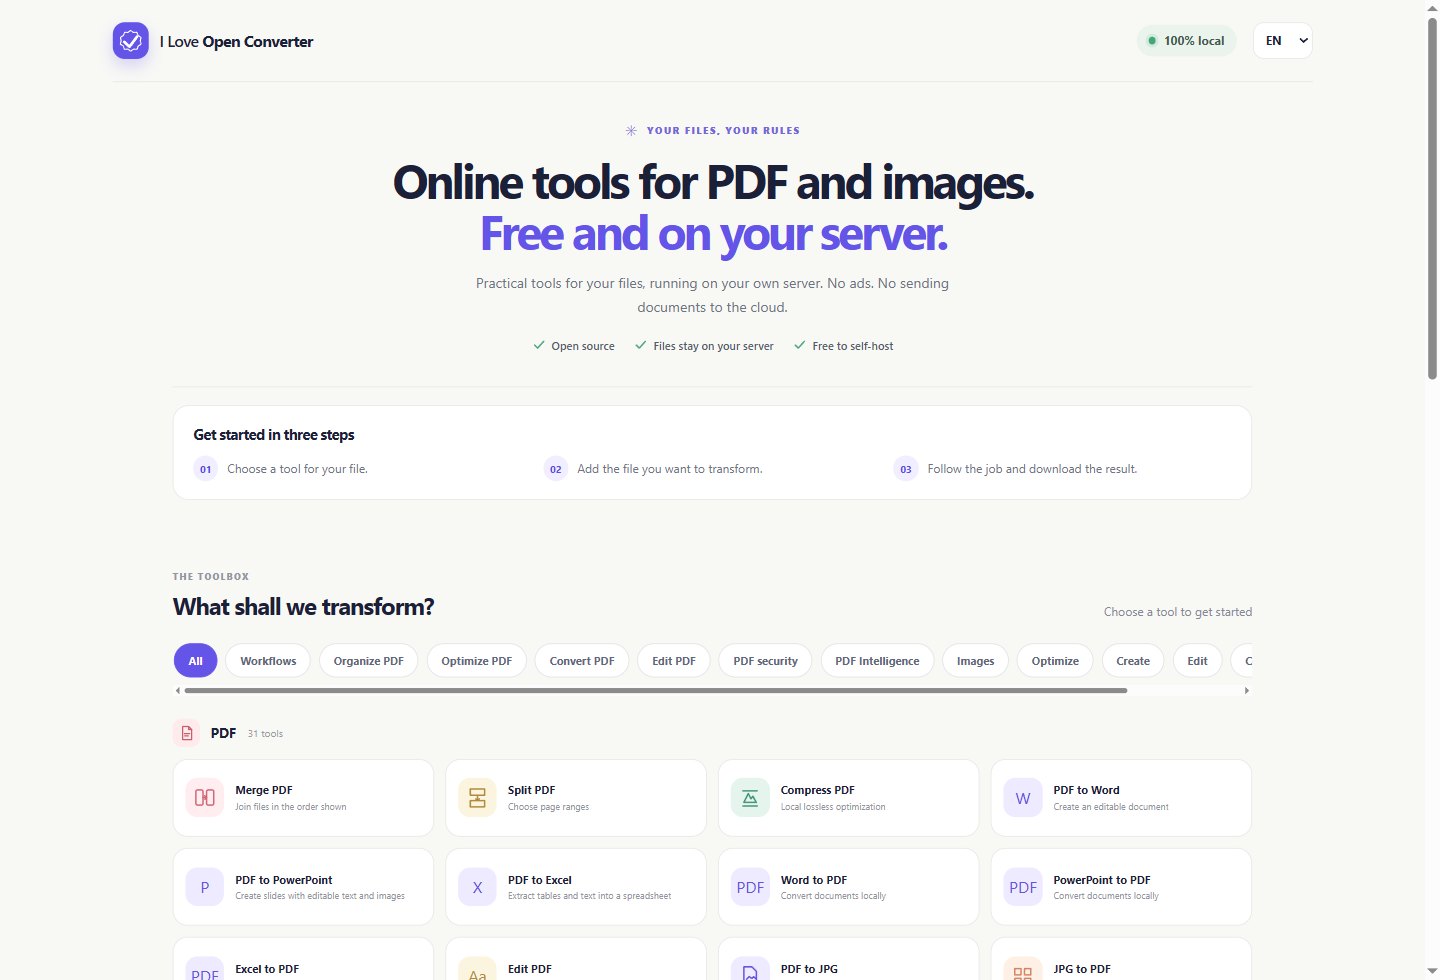 I Love Open Converter
100% local
EN
YOUR FILES, YOUR RULES
Online tools for PDF and images.
Free and on your server.
Practical tools for your files, running on your own server. No ads. No sending
documents to the cloud.
Open source
Files stay on your server
Free to self-host
Get started in three steps
01 Choose a tool for your file.
02 Add the file you want to transform.
03 Follow the job and download the result.
THE TOOLBOX
What shall we transform?
Choose a tool to get started
All
Workflows
Organize PDF
Optimize PDF
Convert PDF
Edit PDF
PDF security
PDF Intelligence
Images
Optimize
Create
Edit
C
PDF 31 tools
Merge PDF
Join files in the order shown
Split PDF
Choose page ranges
Compress PDF
Local lossless optimization
W
PDF to Word
Create an editable document
P
PDF to PowerPoint
Create slides with editable text and images
X
PDF to Excel
Extract tables and text into a spreadsheet
PDF
Word to PDF
Convert documents locally
PDF
PowerPoint to PDF
Convert documents locally
PDF
Excel to PDF
Aa
Edit PDF
PDF to JPG
JPG to PDF